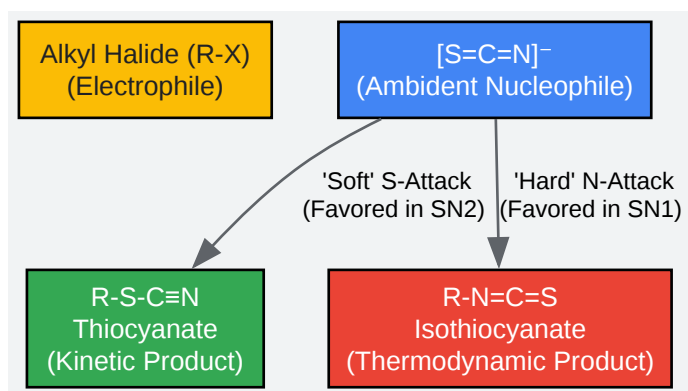 Alkyl Halide (R-X)
(Electrophile)
[S=C=N]⁻
(Ambident Nucleophile)
'Soft' S-Attack
(Favored in SN2)
'Hard' N-Attack
(Favored in SN1)
R-S-C≡N
Thiocyanate
(Kinetic Product)
R-N=C=S
Isothiocyanate
(Thermodynamic Product)